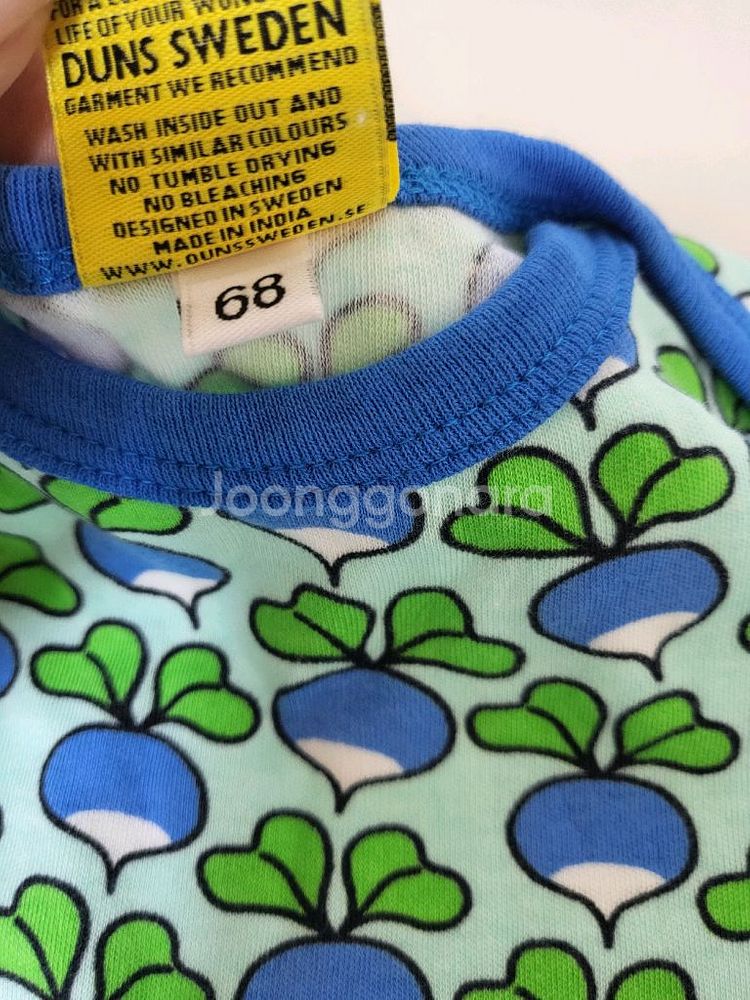 LIFE OF YOUR
DUNS SWEDEN
GARMENT WE RECOMMEND
WASH INSIDE OUT AND
WITH SIMILAR COLOURS
NO TUMBLE DRYING
NO BLEACHING
DESIGNED IN SWEDEN
MADE IN INDIA
WWW.DUNSSWEDEN.SE
68
Joonggonara